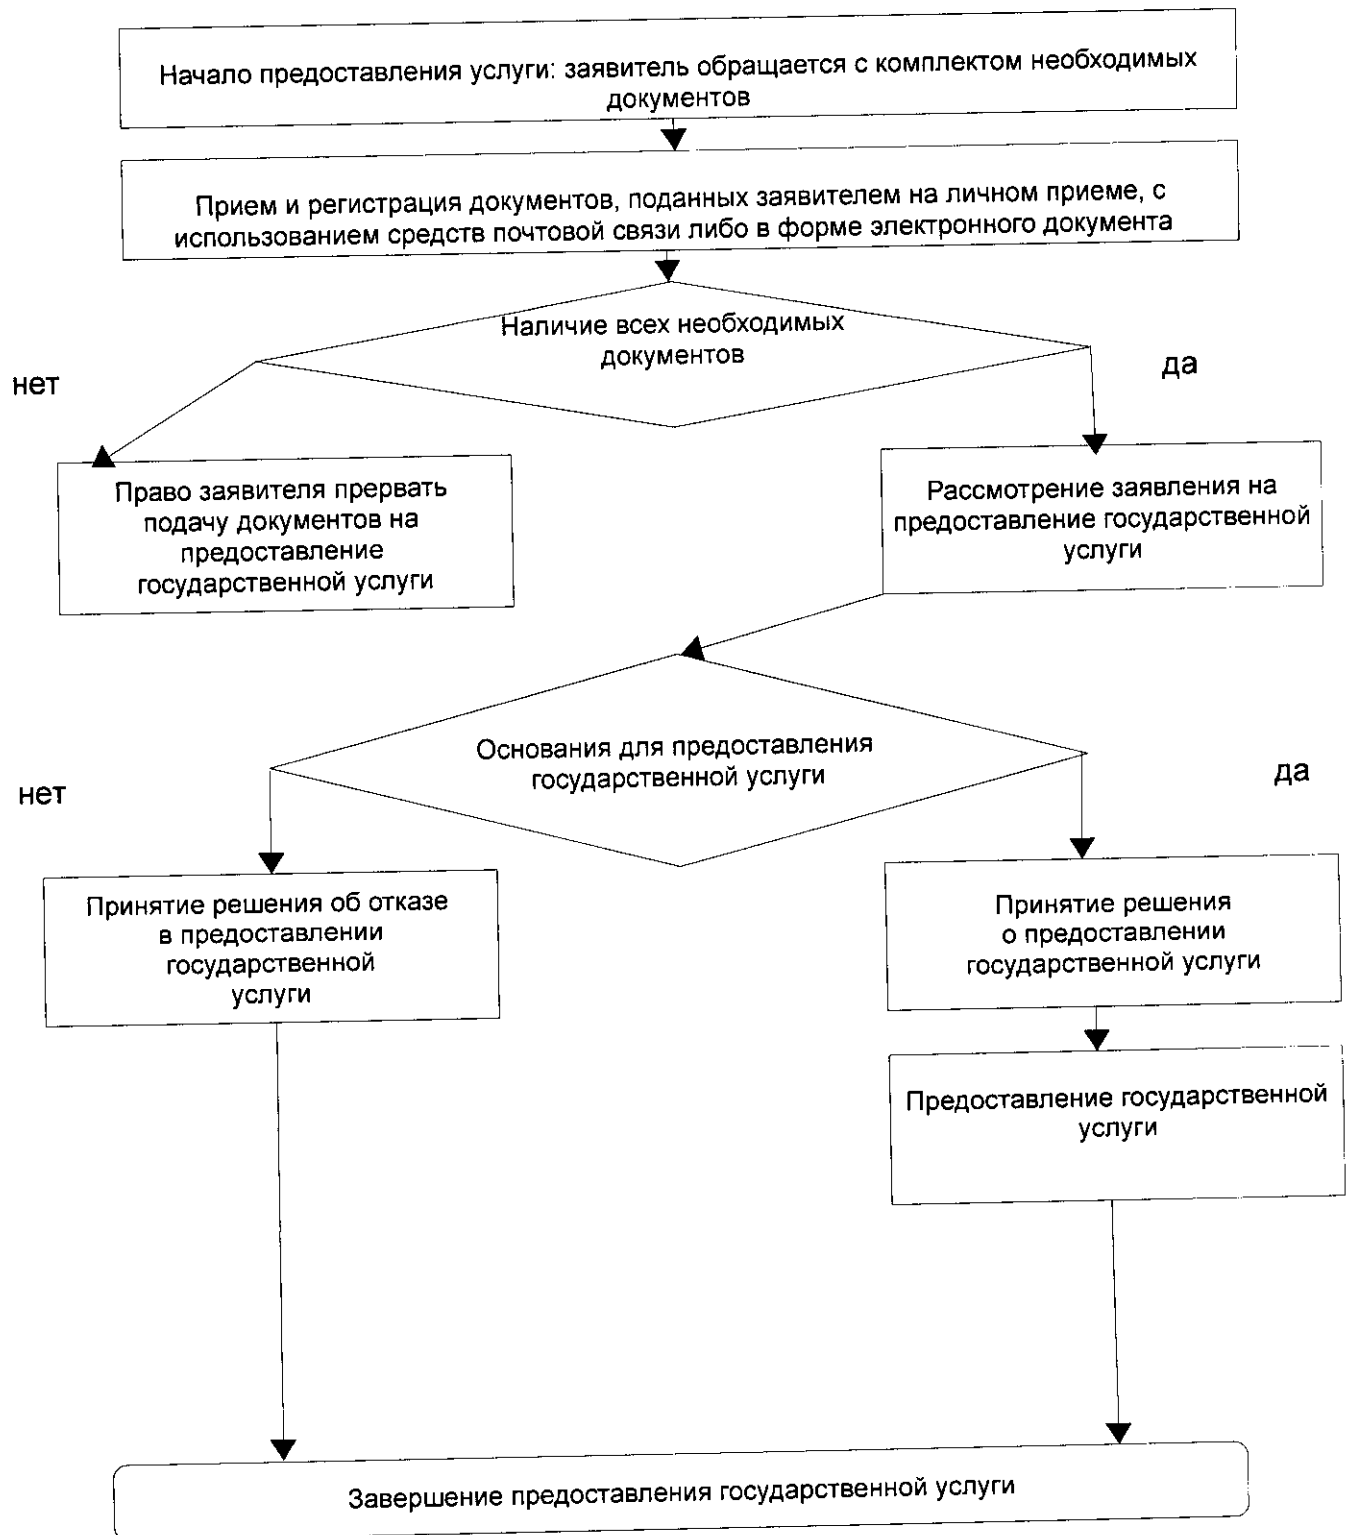 Начало предоставления услуги: заявитель обращается с комплектом необходимых
документов
Прием и регистрация документов, поданных заявителем на личном приеме, с
использованием средств почтовой связи либо в форме электронного документа
Наличие всех необходимых
документов
нет
да
Право заявителя прервать
подачу документов на
предоставление
государственной услуги
Рассмотрение заявления на
предоставление государственной
услуги
Основания для предоставления
государственной услуги
нет
да
Принятие решения об отказе
в предоставлении
государственной
услуги
Принятие решения
о предоставлении
государственной услуги
Предоставление государственной
услуги
Завершение предоставления государственной услуги